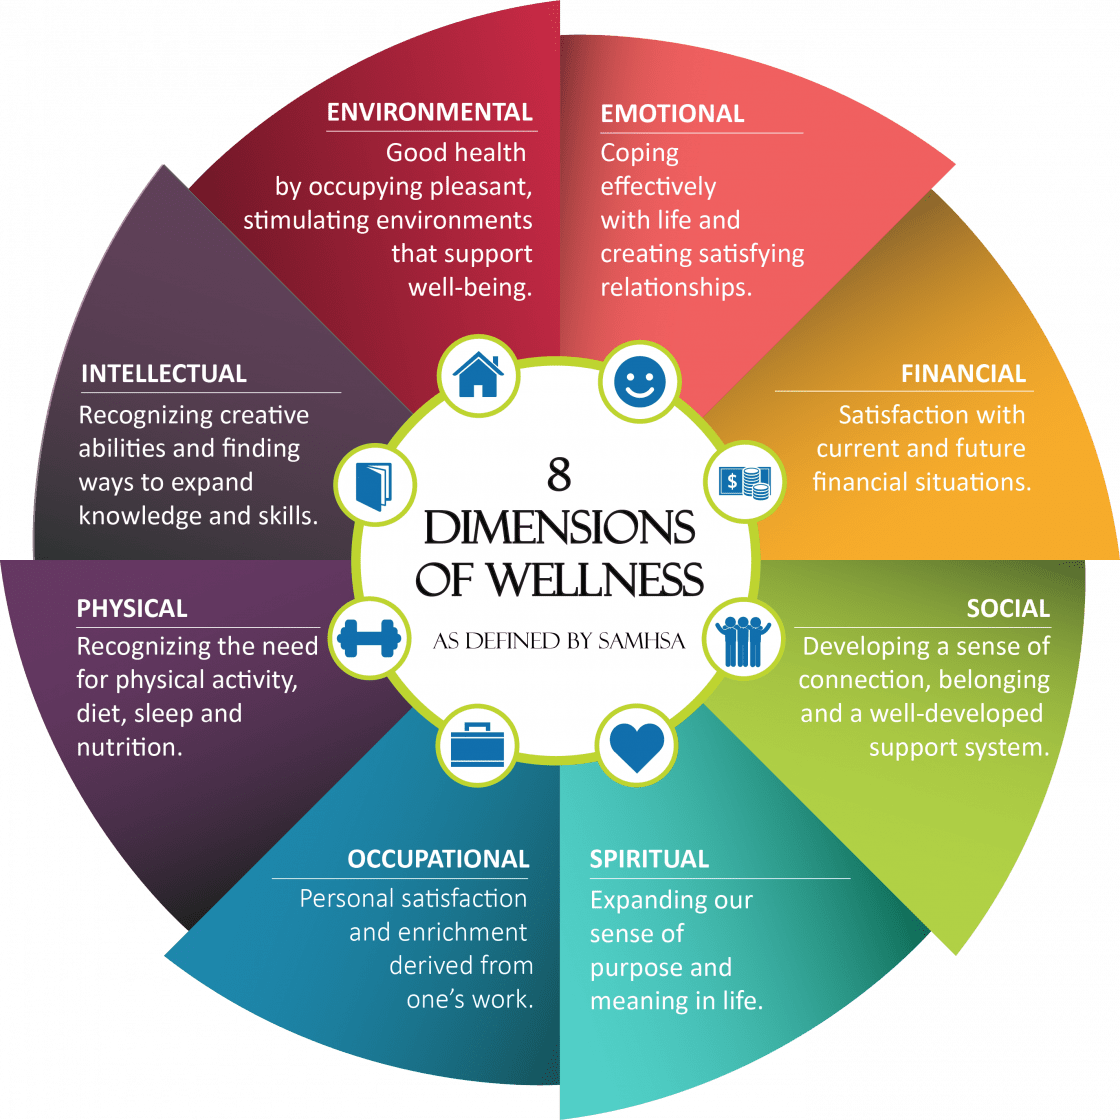 ENVIRONMENTAL
Good health
by occupying pleasant,
stimulating environments
that support
well-being.
EMOTIONAL
Coping
effectively
with life and
creating satisfying
relationships.
INTELLECTUAL
Recognizing creative
abilities and finding
ways to expand
knowledge and skills.
FINANCIAL
Satisfaction with
current and future
financial situations.
$
8
DIMENSIONS
OF WELLNESS
AS DEFINED BY SAMHSA
PHYSICAL
Recognizing the need
for physical activity,
diet, sleep and
nutrition.
SOCIAL
Developing a sense of
connection, belonging
and a well-developed
support system.
OCCUPATIONAL
Personal satisfaction
and enrichment
derived from
one’s work.
SPIRITUAL
Expanding our
sense of
purpose and
meaning in life.